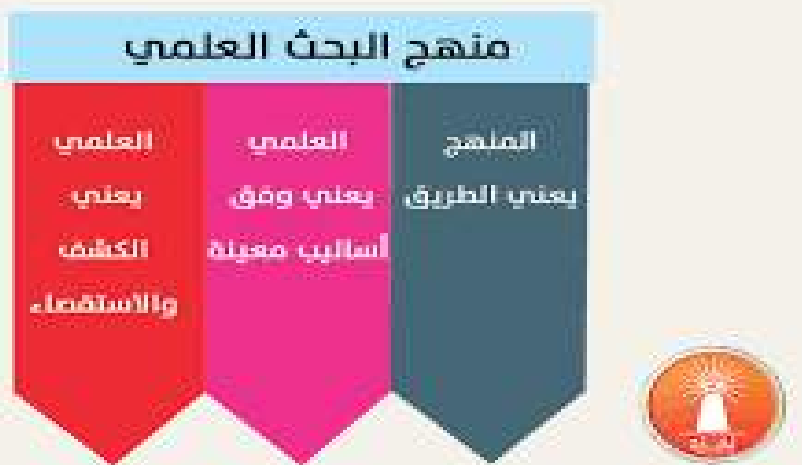 منهج البحث العلمي
المنهج
يعني الطريق
العلمي
يعني وفق
أساليب معينة
العلمي
يعني
الكشف
والاستقصاء